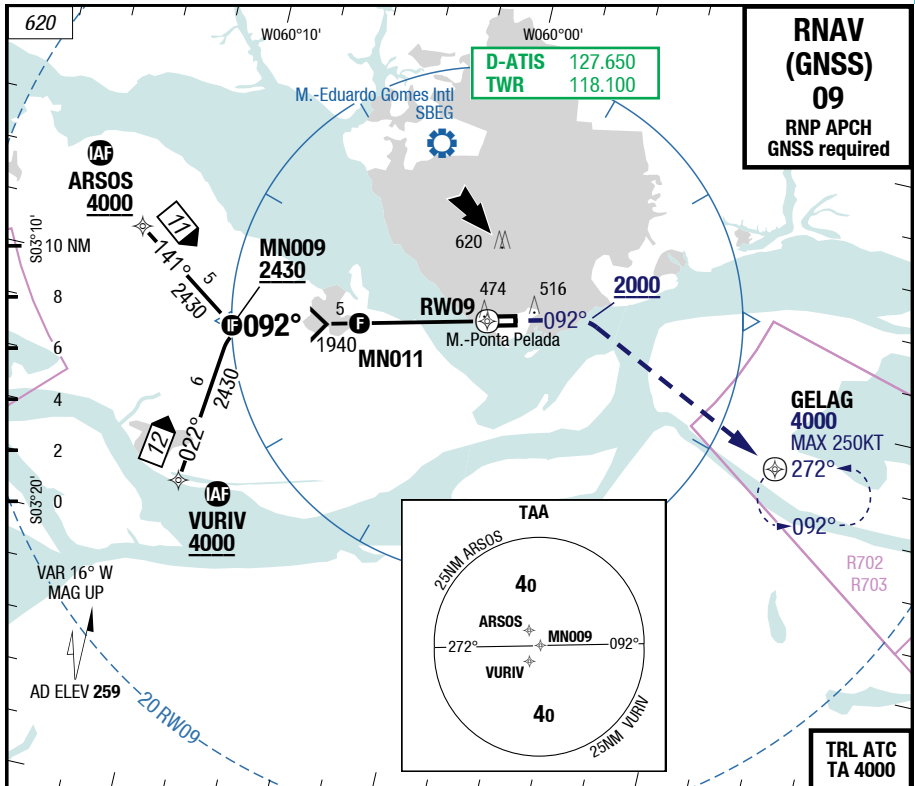 620
W060°10'
W060°00'
RNAV
(GNSS)
09
RNP APCH
GNSS required
D-ATIS 127.650
TWR 118.100
M.-Eduardo Gomes Intl
SBEG
IAF
ARSOS
4000
11
141°
5
2430
S03°10'
10 NM
8
6
4
2
0
S03°20'
MN009
2430
IF
092°
5
1940
F
MN011
620
474
516
RW09
M.-Ponta Pelada
092°
2000
6
2430
022°
12
IAF
VURIV
4000
GELAG
4000
MAX 250KT
272°
092°
R702
R703
VAR 16° W
MAG UP
AD ELEV 259
20 RW09
TAA
25NM ARSOS
40
ARSOS
MN009
272°
092°
VURIV
40
25NM VURIV
TRL ATC
TA 4000